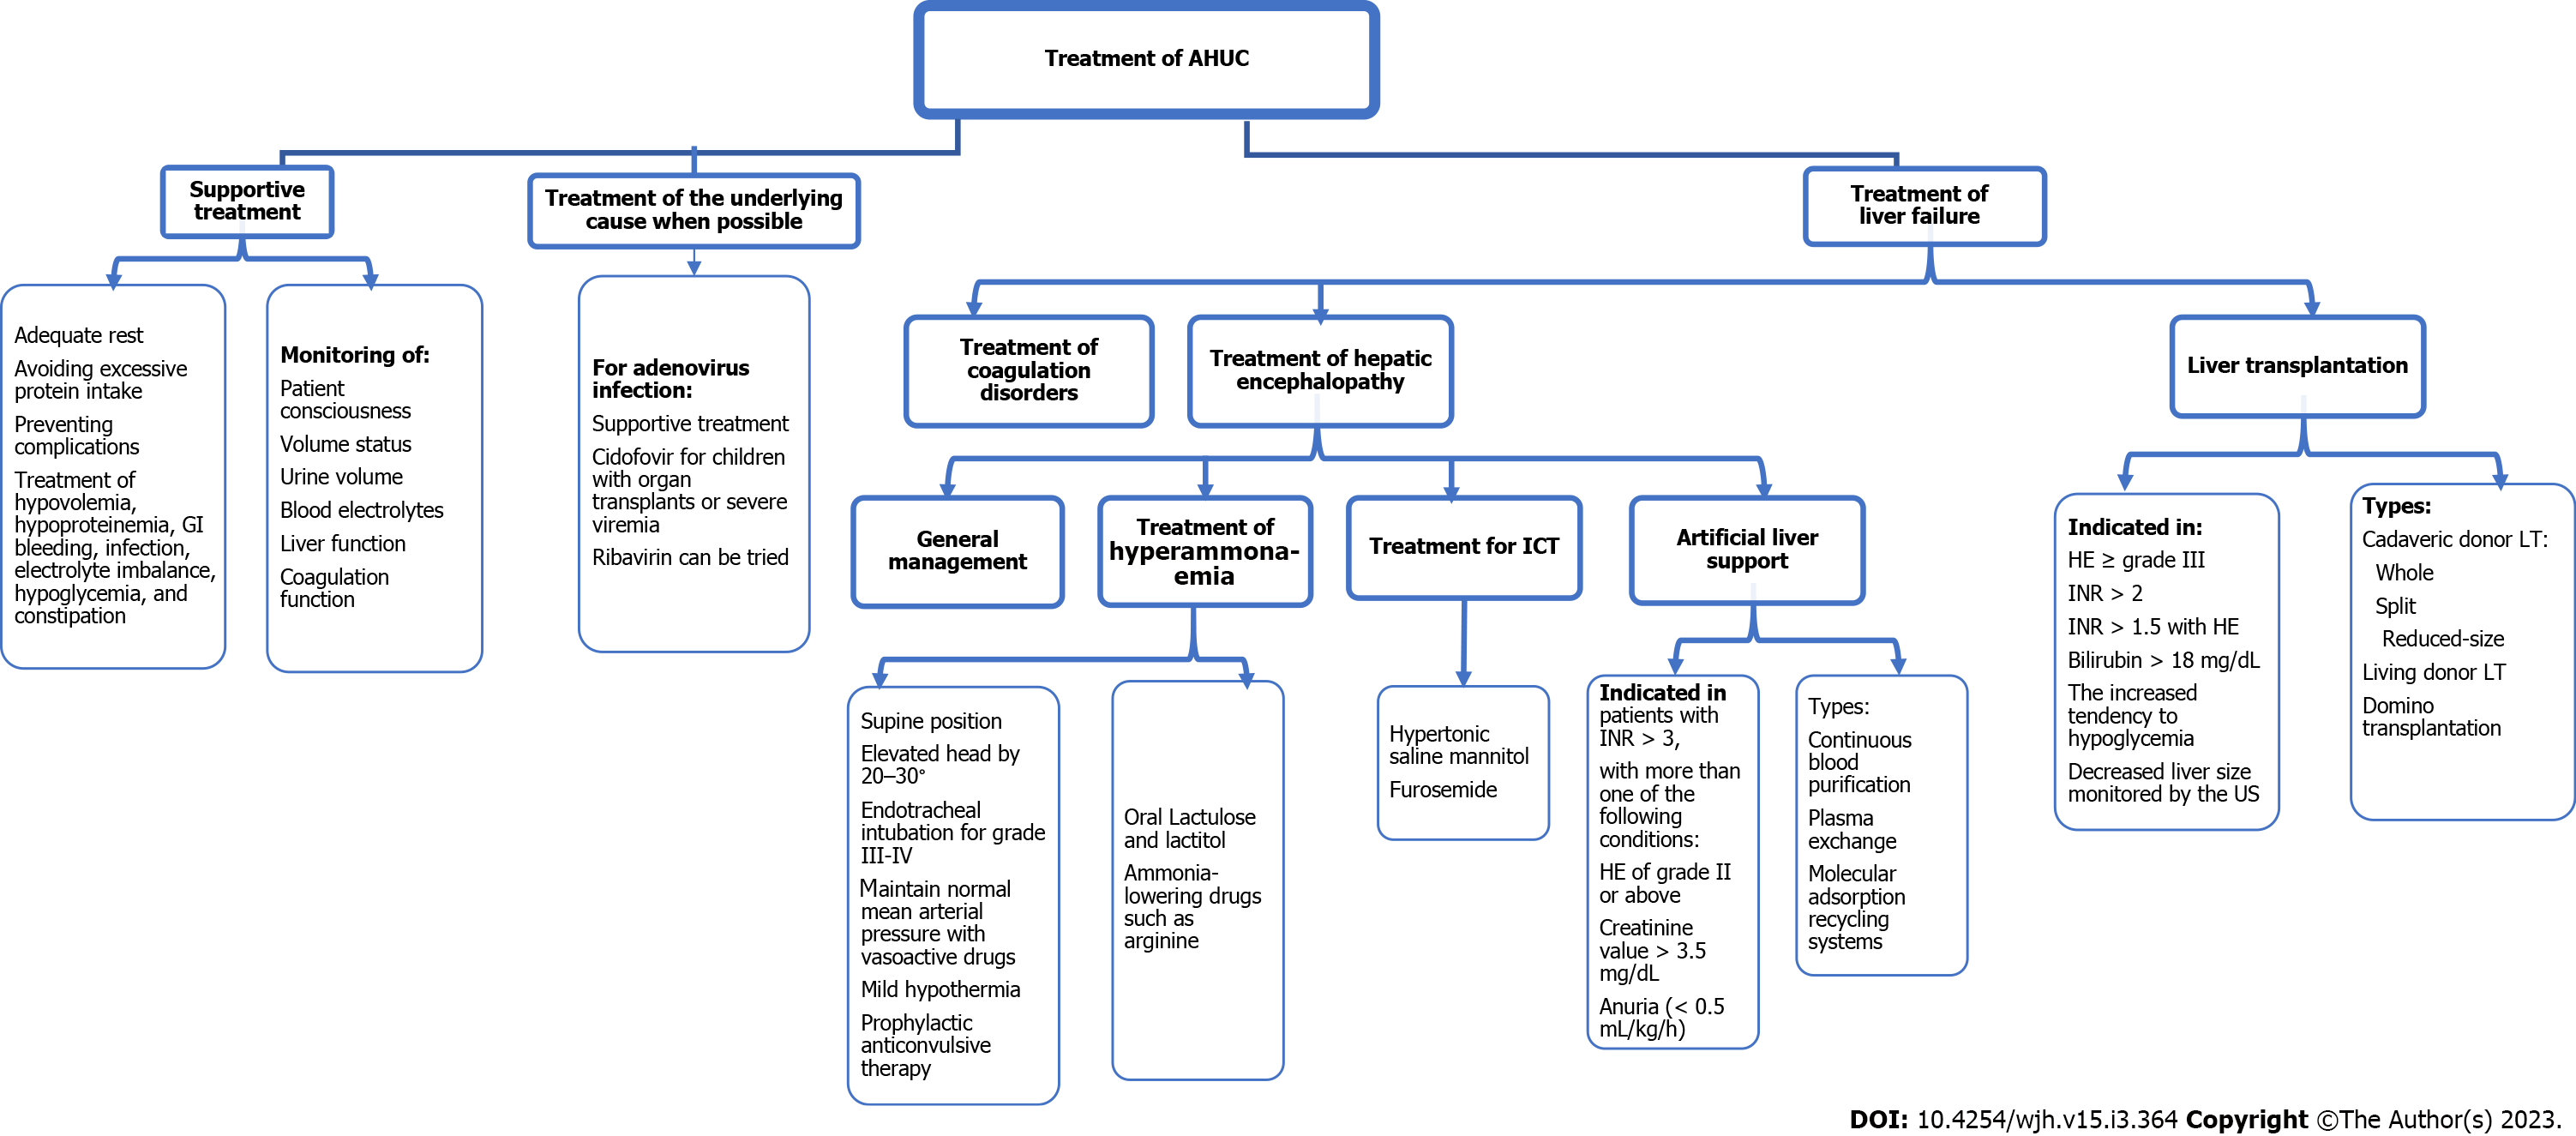 Treatment of AHUC
Supportive
treatment
Treatment of the underlying
cause when possible
Treatment of
liver failure
Adequate rest
Avoiding excessive
protein intake
Preventing
complications
Treatment of
hypovolemia,
hypoproteinemia, GI
bleeding, infection,
electrolyte imbalance,
hypoglycemia, and
constipation
Monitoring of:
Patient
consciousness
Volume status
Urine volume
Blood electrolytes
Liver function
Coagulation
function
For adenovirus
infection:
Supportive treatment
Cidofovir for children
with organ
transplants or severe
viremia
Ribavirin can be tried
Treatment of
coagulation
disorders
Treatment of hepatic
encephalopathy
Liver transplantation
General
management
Treatment of
hyperammona-
emia
Treatment for ICT
Artificial liver
support
Supine position
Elevated head by
20–30°
Endotracheal
intubation for grade
III-IV
Maintain normal
mean arterial
pressure with
vasoactive drugs
Mild hypothermia
Prophylactic
anticonvulsive
therapy
Oral Lactulose
and lactitol
Ammonia-
lowering drugs
such as
arginine
Hypertonic
saline mannitol
Furosemide
Indicated in
patients with
INR > 3,
with more than
one of the
following
conditions:
HE of grade II
or above
Creatinine
value > 3.5
mg/dL
Anuria (< 0.5
mL/kg/h)
Types:
Continuous
blood
purification
Plasma
exchange
Molecular
adsorption
recycling
systems
Indicated in:
HE ≥ grade III
INR > 2
INR > 1.5 with HE
Bilirubin > 18 mg/dL
The increased
tendency to
hypoglycemia
Decreased liver size
monitored by the US
Types:
Cadaveric donor LT:
Whole
Split
Reduced-size
Living donor LT
Domino
transplantation
DOI: 10.4254/wjh.v15.i3.364 Copyright ©The Author(s) 2023.